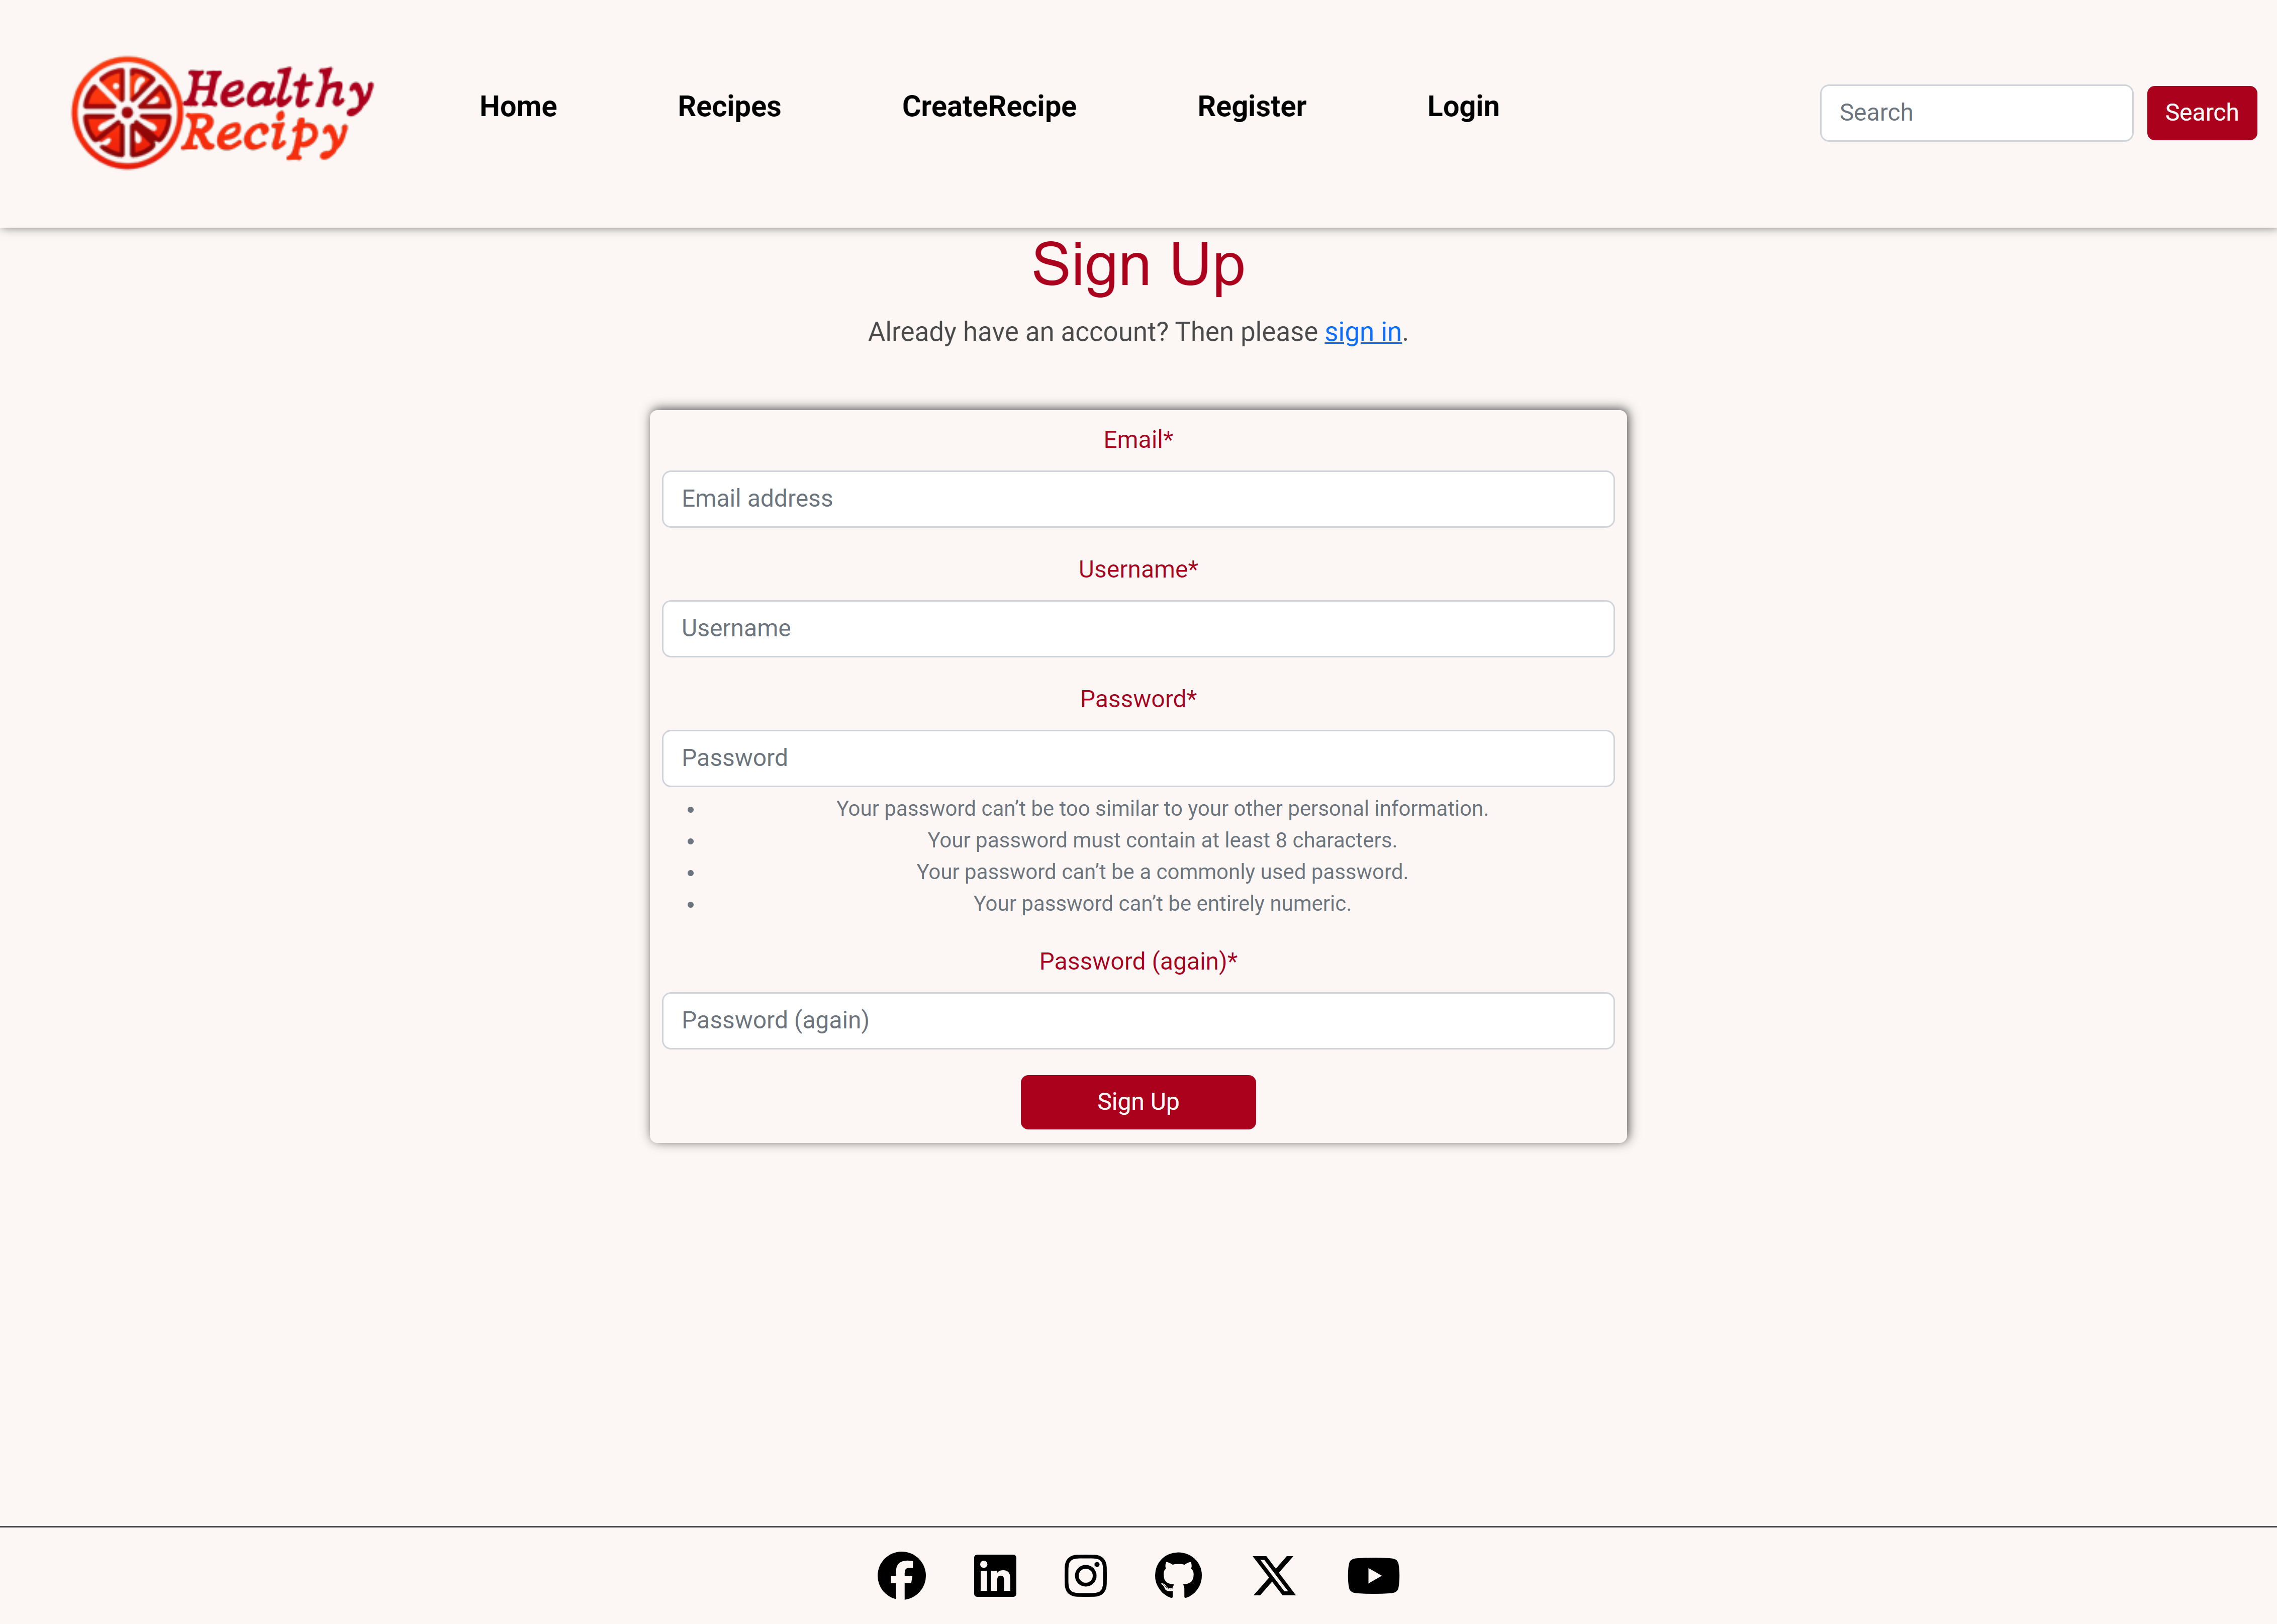 Healthy
Recipy
Home Recipes CreateRecipe Register Login Search Search
Sign Up
Already have an account? Then please sign in.
Email*
Email address
Username*
Username
Password*
Password
• Your password can’t be too similar to your other personal information.
• Your password must contain at least 8 characters.
• Your password can’t be a commonly used password.
• Your password can’t be entirely numeric.
Password (again)*
Password (again)
Sign Up